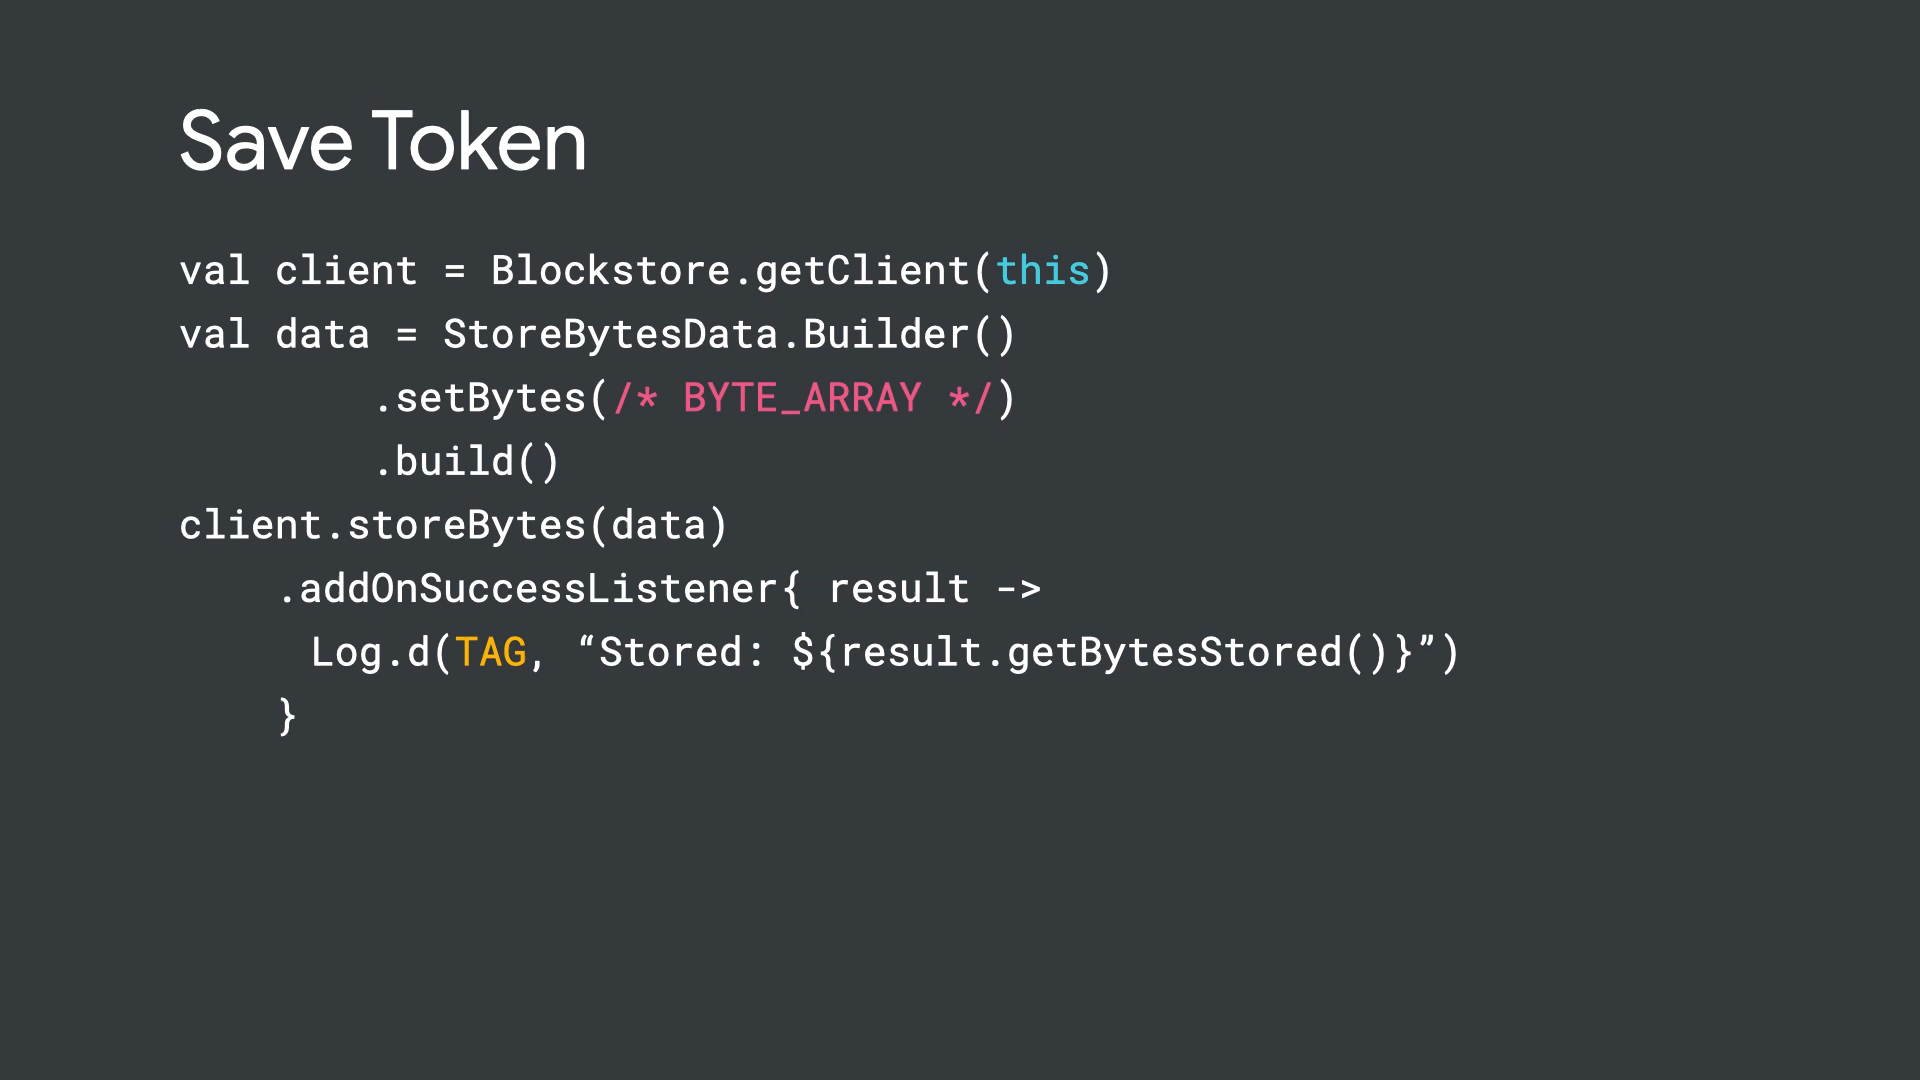 Save Token
val client = Blockstore.getClient(this)
val data = StoreBytesData.Builder()
        .setBytes(/* BYTE_ARRAY */)
        .build()
client.storeBytes(data)
    .addOnSuccessListener{ result ->
     Log.d(TAG, “Stored: ${result.getBytesStored()}”)
    }